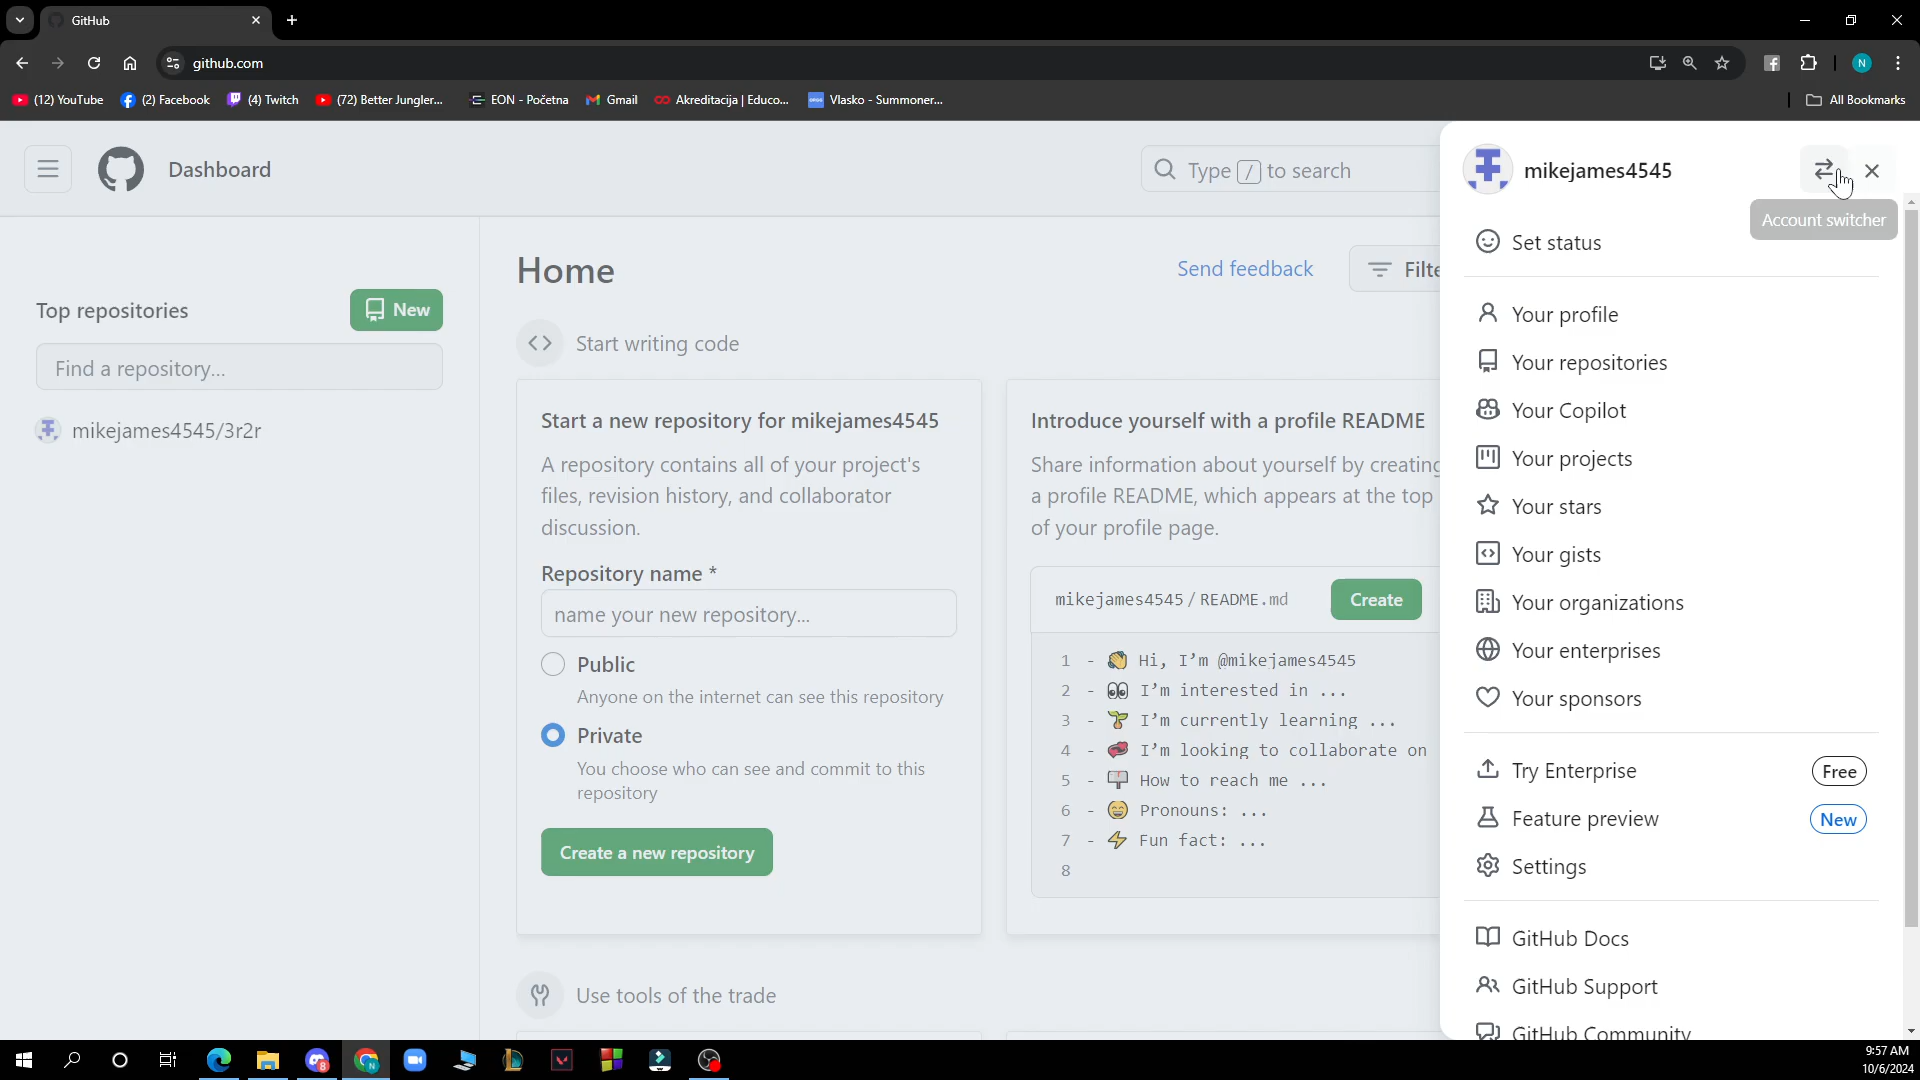 GitHub
github.com
(12) YouTube
(2) Facebook
(4) Twitch
(72) Better Jungler...
EON - Početna
Gmail
Akreditacija | Educo...
Vlasko - Summoner...
All Bookmarks
Dashboard
Type / to search
mikejames4545
Account switcher
Set status
Top repositories
New
Find a repository...
mikejames4545/3r2r
Home
Send feedback
Filte
Start writing code
Start a new repository for mikejames4545
A repository contains all of your project's
files, revision history, and collaborator
discussion.
Repository name *
name your new repository...
Public
Anyone on the internet can see this repository
Private
You choose who can see and commit to this
repository
Create a new repository
Introduce yourself with a profile README
Share information about yourself by creating
a profile README, which appears at the top
of your profile page.
mikejames4545 / README.md
Create
1 - 👋 Hi, I’m @mikejames4545
2 - 👀 I’m interested in ...
3 - 🌱 I’m currently learning ...
4 - 💞️ I’m looking to collaborate on
5 - 📫 How to reach me ...
6 - 😄 Pronouns: ...
7 - ⚡ Fun fact: ...
8
Use tools of the trade
Your profile
Your repositories
Your Copilot
Your projects
Your stars
Your gists
Your organizations
Your enterprises
Your sponsors
Try Enterprise
Free
Feature preview
New
Settings
GitHub Docs
GitHub Support
GitHub Community
N
8
9:57 AM
10/6/2024